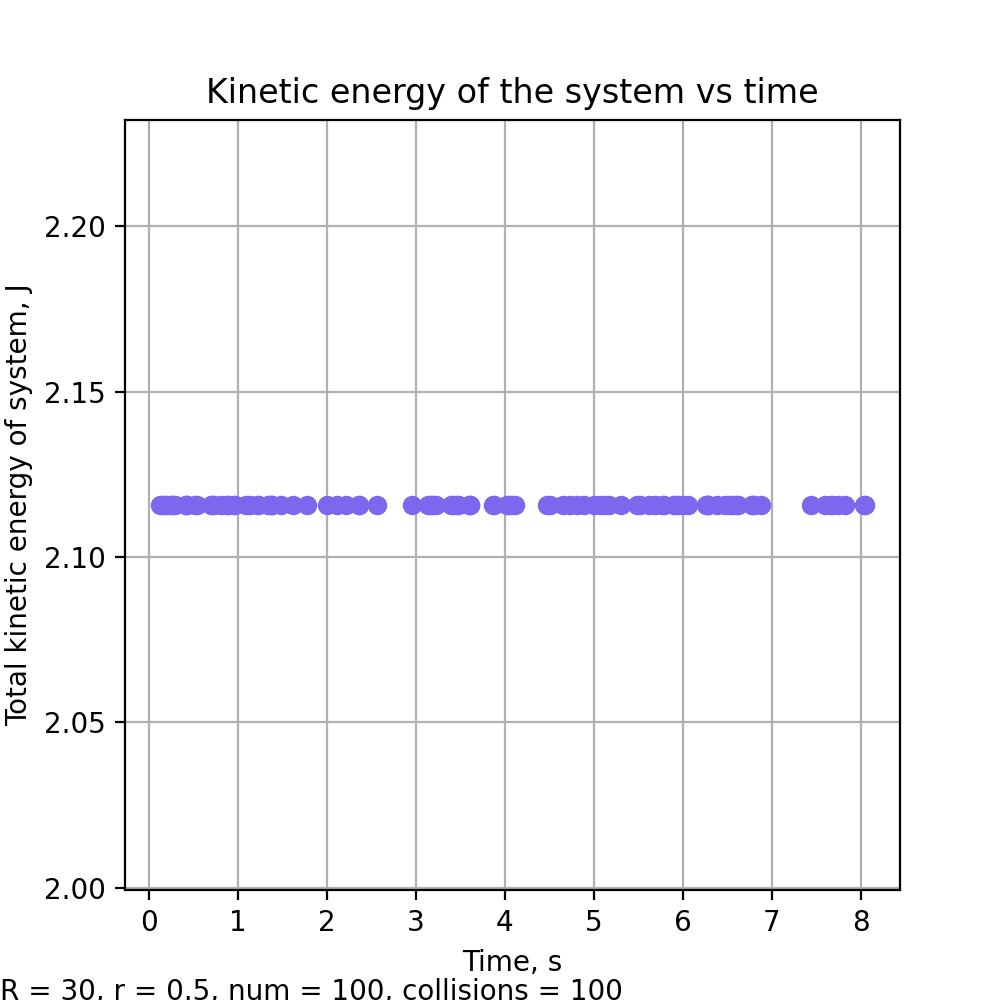 Kinetic energy of the system vs time
Total kinetic energy of system, J
2.20
2.15
2.10
2.05
2.00
0 1 2 3 4 5 6 7 8
Time, s
R = 30, r = 0.5, num = 100, collisions = 100